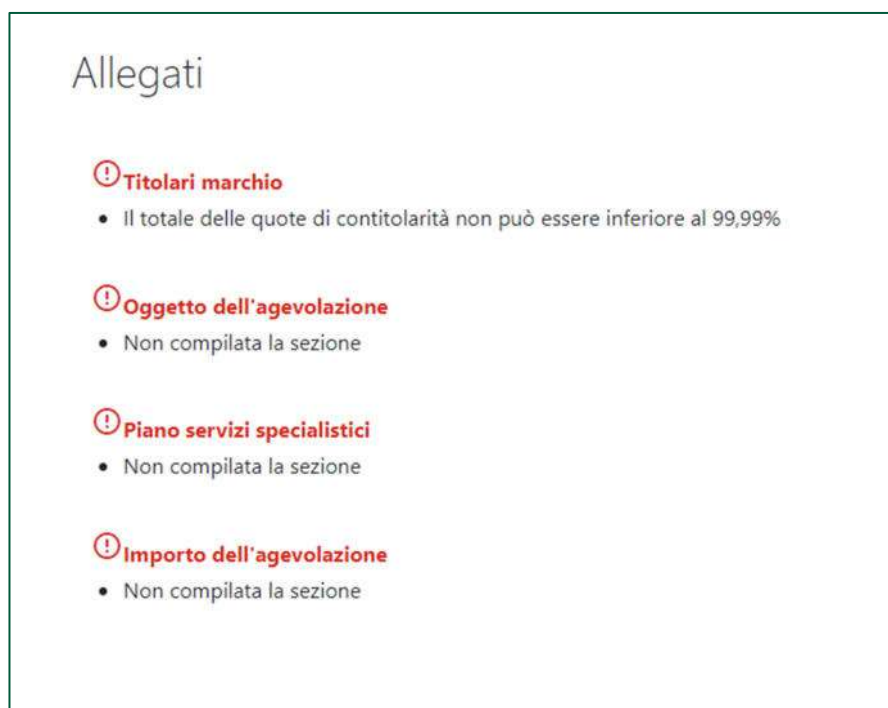 Allegati
Titolari marchio
• Il totale delle quote di contitolarità non può essere inferiore al 99,99%
Oggetto dell'agevolazione
• Non compilata la sezione
Piano servizi specialistici
• Non compilata la sezione
Importo dell'agevolazione
• Non compilata la sezione